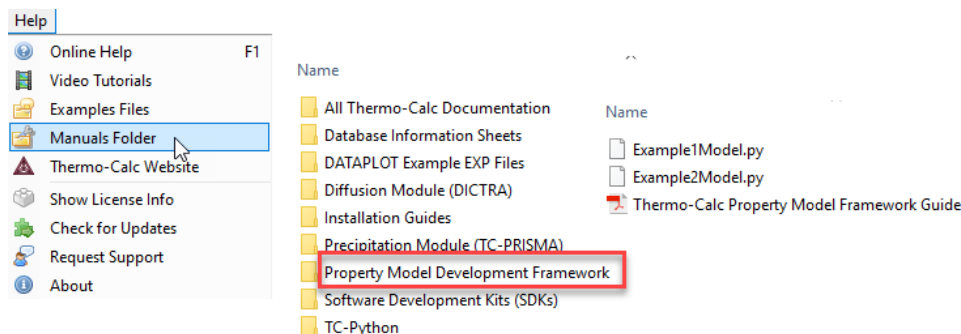 Help
Online Help F1
Video Tutorials
Examples Files
Manuals Folder
Thermo-Calc Website
Show License Info
Check for Updates
Request Support
About
Name
All Thermo-Calc Documentation
Database Information Sheets
DATAPLOT Example EXP Files
Diffusion Module (DICTRA)
Installation Guides
Precipitation Module (TC-PRISMA)
Property Model Development Framework
Software Development Kits (SDKs)
TC-Python
Name
Example1Model.py
Example2Model.py
Thermo-Calc Property Model Framework Guide